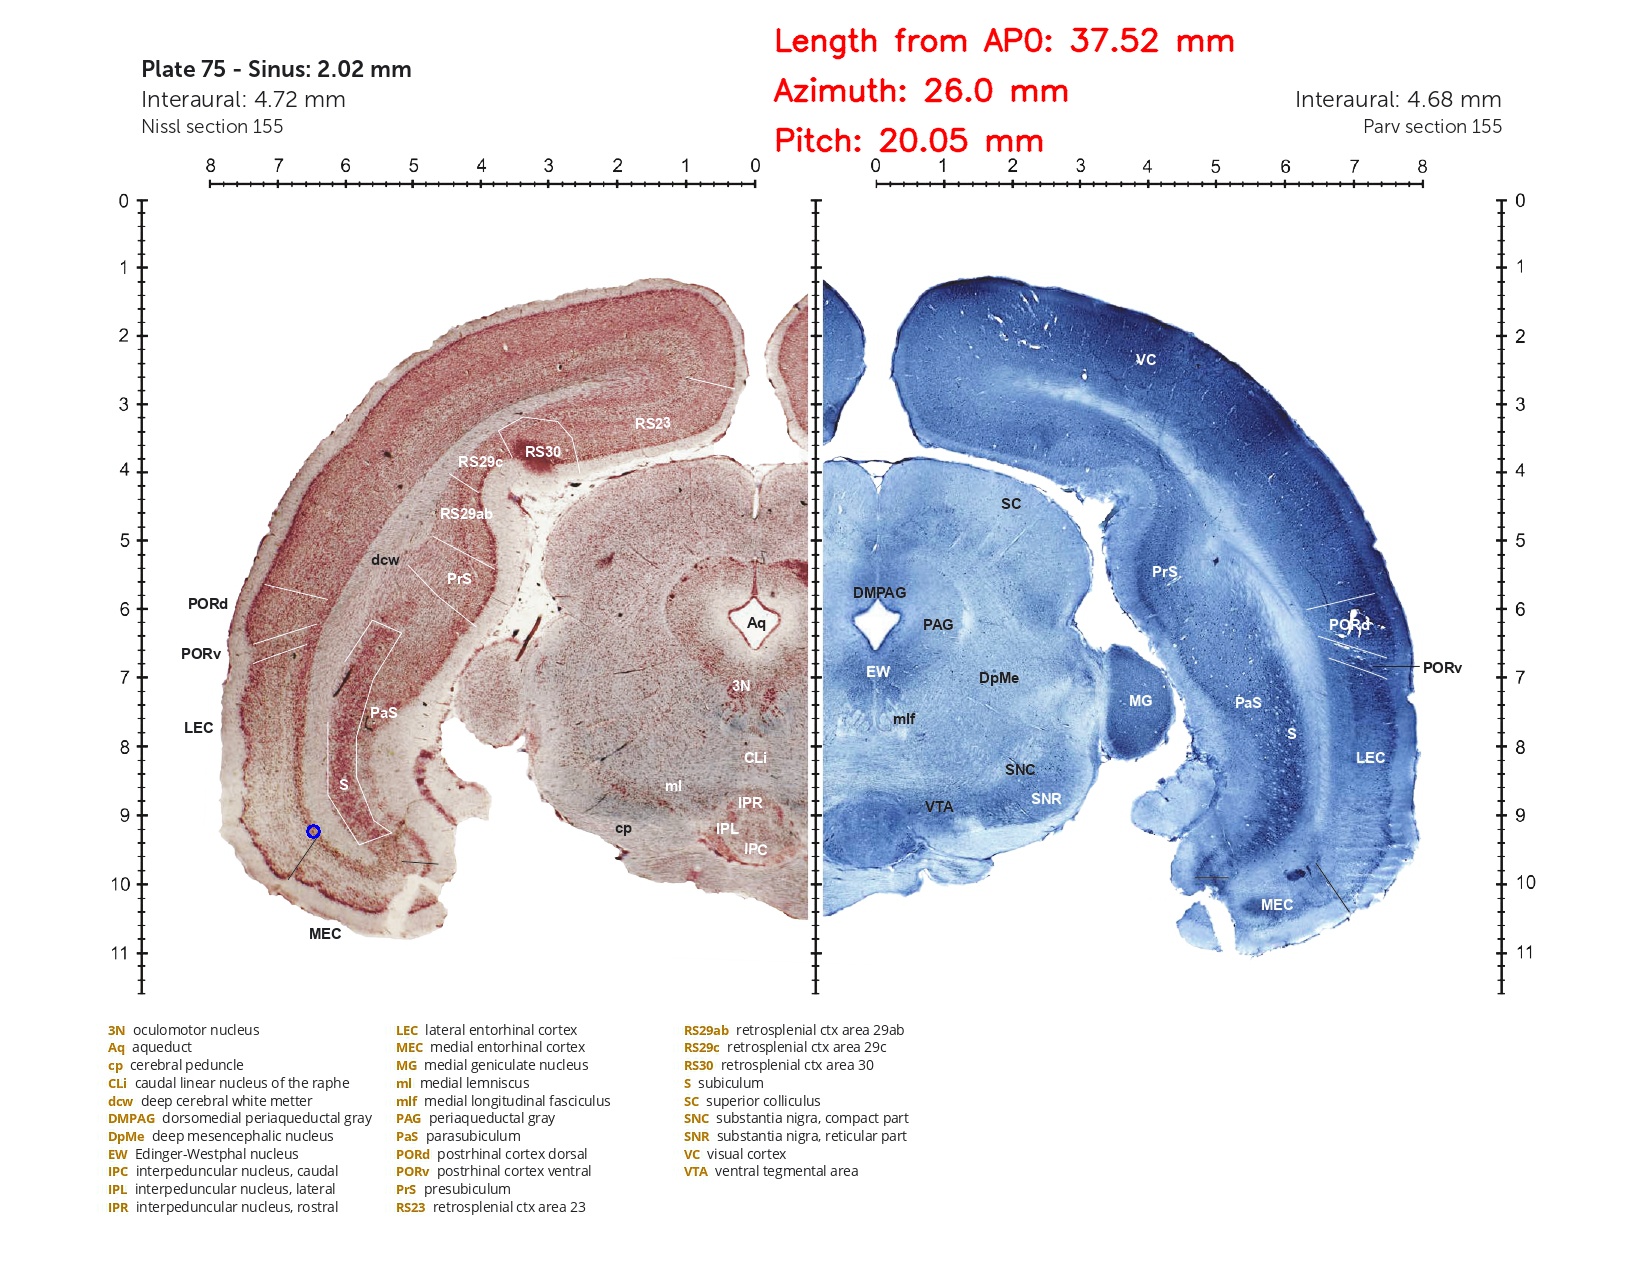 Length from AP0: 37.52 mm
Plate 75 - Sinus: 2.02 mm
Azimuth: 26.0 mm
Interaural: 4.72 mm
Interaural: 4.68 mm
Nissl section 155
Parv section 155
Pitch: 20.05 mm
8 7 6 5 4 3 2 1 0
0 1 2 3 4 5 6 7 8
0 0
1 1
2 2
VC
3 3
RS23
RS30
RS29c
4 4
SC
RS29ab
5 5
dcw
PrS
PrS
DMPAG
PORd
6 6
Aq
PAG
PORd
PORv
PORv
EW
DpMe
7 7
3N
MG
PaS
PaS
mlf
LEC
S
8 8
CLi
LEC
SNC
S
ml
SNR
IPR
VTA
9 9
cp
IPL
IPC
10 10
MEC
MEC
11 11
3N oculomotor nucleus
Aq aqueduct
cp cerebral peduncle
CLi caudal linear nucleus of the raphe
dcw deep cerebral white metter
DMPAG dorsomedial periaqueductal gray
DpMe deep mesencephalic nucleus
EW Edinger-Westphal nucleus
IPC interpeduncular nucleus, caudal
IPL interpeduncular nucleus, lateral
IPR interpeduncular nucleus, rostral
LEC lateral entorhinal cortex
MEC medial entorhinal cortex
MG medial geniculate nucleus
ml medial lemniscus
mlf medial longitudinal fasciculus
PAG periaqueductal gray
PaS parasubiculum
PORd postrhinal cortex dorsal
PORv postrhinal cortex ventral
PrS presubiculum
RS23 retrosplenial ctx area 23
RS29ab retrosplenial ctx area 29ab
RS29c retrosplenial ctx area 29c
RS30 retrosplenial ctx area 30
S subiculum
SC superior colliculus
SNC substantia nigra, compact part
SNR substantia nigra, reticular part
VC visual cortex
VTA ventral tegmental area